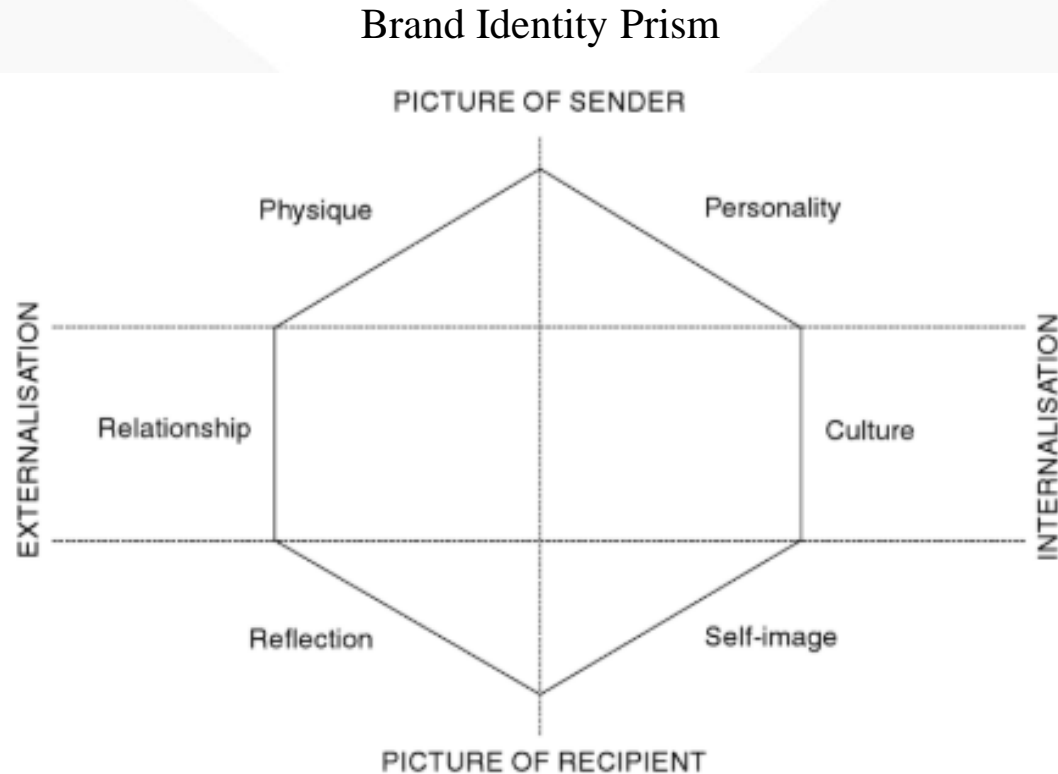 Brand Identity Prism
PICTURE OF SENDER
Physique
Personality
EXTERNALISATION
INTERNALISATION
Relationship
Culture
Reflection
Self-image
PICTURE OF RECIPIENT